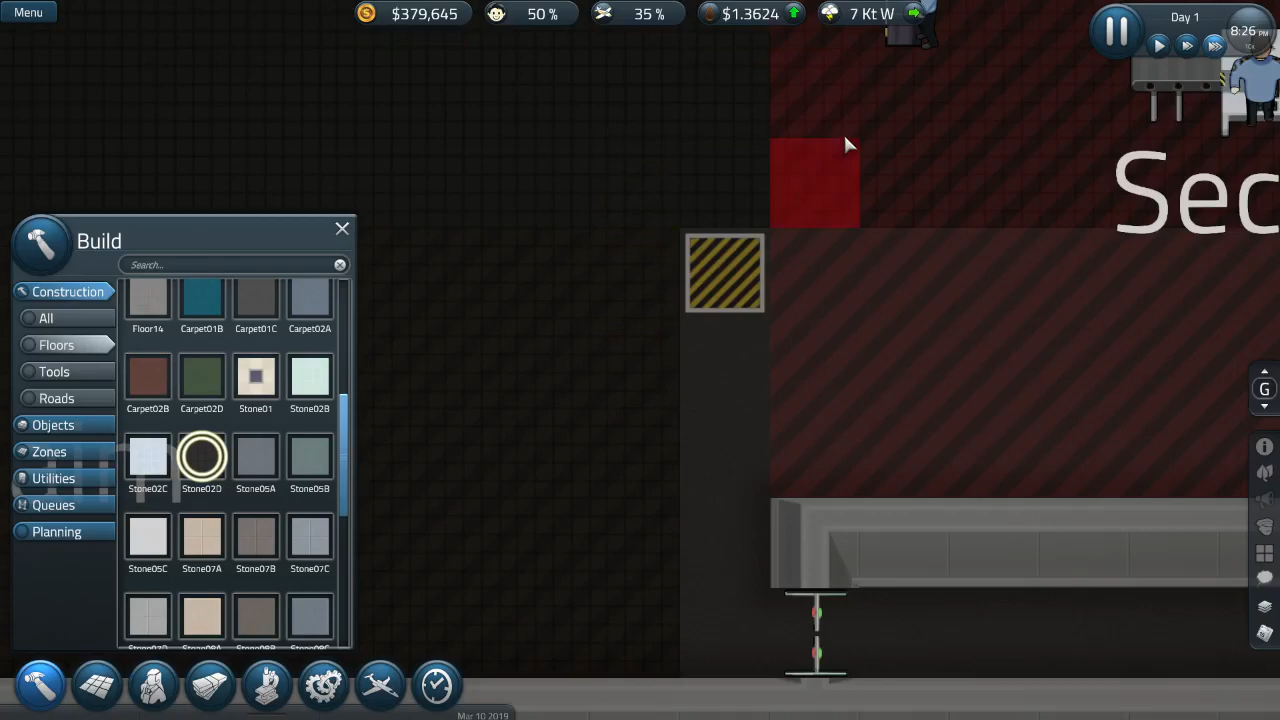 Menu
$379,645
50 %
35 %
$1.3624
7 Kt W
Day 1
8:26 PM
Sec
Build
Search...
Construction
All
Floors
Tools
Roads
Objects
Zones
Utilities
Queues
Planning
Floor14 Carpet01B Carpet01C Carpet02A
Carpet02B Carpet02D Stone01 Stone02B
Stone02C Stone02D Stone05A Stone05B
Stone05C Stone07A Stone07B Stone07C
G
Mar 10 2019